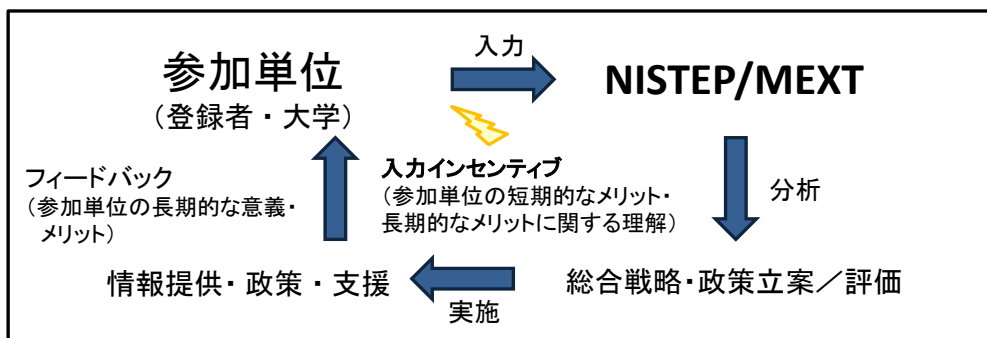 入力
参加単位
（登録者・大学）
NISTEP/MEXT
フィードバック
（参加単位の長期的な意義・
メリット）
入力インセンティブ
（参加単位の短期的なメリット・
長期的なメリットに関する理解）
分析
情報提供・政策・支援
実施
総合戦略・政策立案／評価